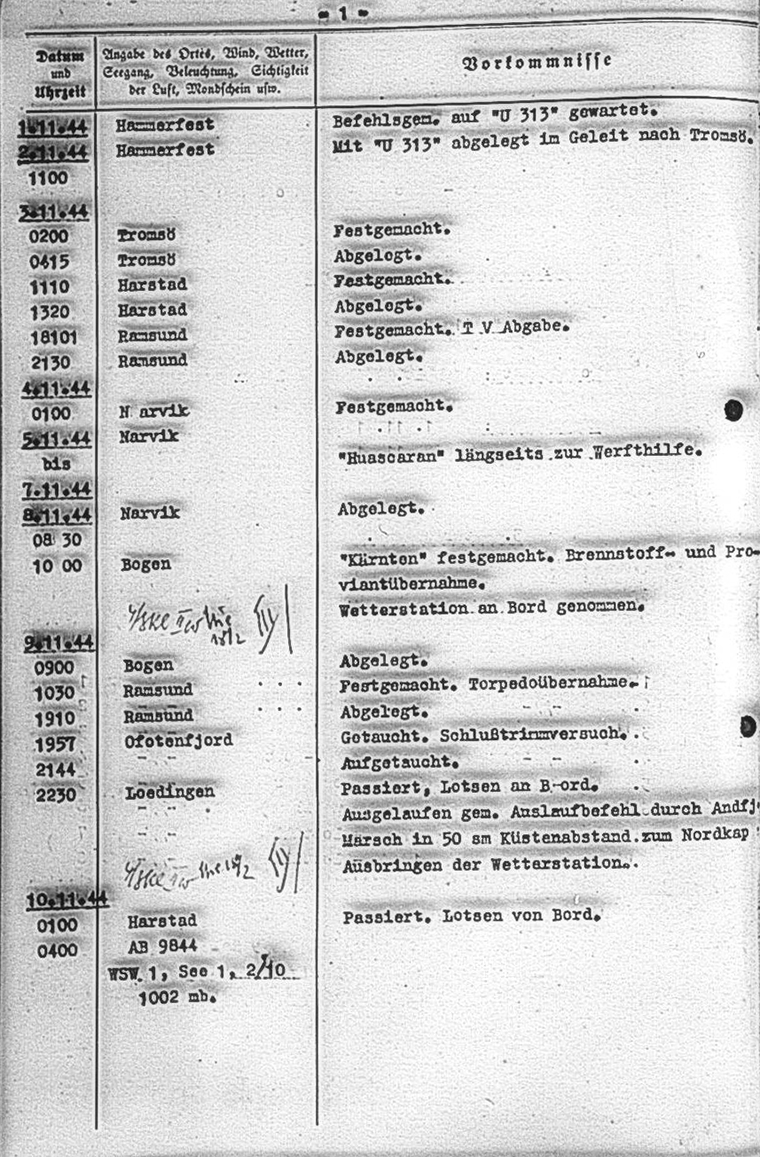 - 1 -
Datum
und
Uhrzeit
Angabe des Ortes, Wind, Wetter,
Seegang, Beleuchtung, Sichtigkeit
der Luft, Mondschein usw.
Vorkommnisse
1.11.44 Hammerfest Befehlsgem. auf "U 313" gewartet.
2.11.44 Hammerfest Mit "U 313" abgelegt im Geleit nach Tromsö.
1100
3.11.44
0200 Tromsö Festgemacht.
0415 Tromsö Abgelegt.
1110 Harstad Festgemacht.
1320 Harstad Abgelegt.
18101 Ramsund Festgemacht. T V Abgabe.
2130 Ramsund Abgelegt.
4.11.44
0100 N arvik Festgemacht.
5.11.44 Narvik
bis "Huascaran" längseits zur Werfthilfe.
7.11.44
8.11.44 Narvik Abgelegt.
08 30
10 00 Bogen "Kärnten" festgemacht. Brennstoff- und Pro-
viantübernahme.
Wetterstation an Bord genommen.
9.11.44
0900 Bogen Abgelegt.
1030 Ramsund Festgemacht. Torpedoübernahme.
1910 Ramsund Abgelegt.
1957 Ofotenfjord Getaucht. Schlußtrimmversuch.
2144 Aufgetaucht.
2230 Loedingen Passiert, Lotsen an B-ord.
Ausgelaufen gem. Auslaufbefehl durch Andfj
Marsch in 50 sm Küstenabstand zum Nordkap
Ausbringen der Wetterstation.
10.11.44
0100 Harstad Passiert. Lotsen von Bord.
0400 AB 9844
WSW 1, See 1, 2/10
1002 mb.